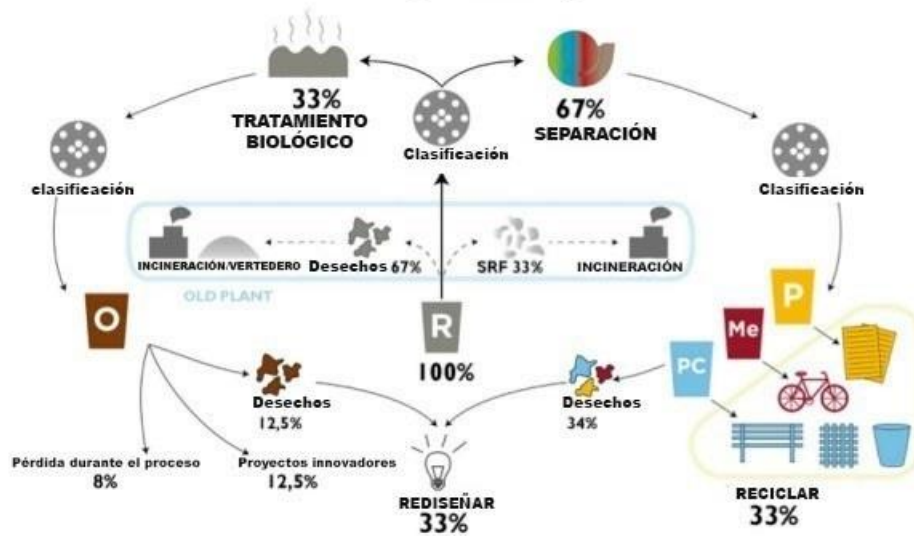 33%
TRATAMIENTO
BIOLÓGICO
67%
SEPARACIÓN
Clasificación
clasificación
Clasificación
INCINERACIÓN/VERTEDERO
Desechos 67%
SRF 33%
INCINERACIÓN
OLD PLANT
O
R
100%
P
Me
PC
Desechos
12,5%
Desechos
34%
Pérdida durante el proceso
8%
Proyectos innovadores
12,5%
REDISEÑAR
33%
RECICLAR
33%